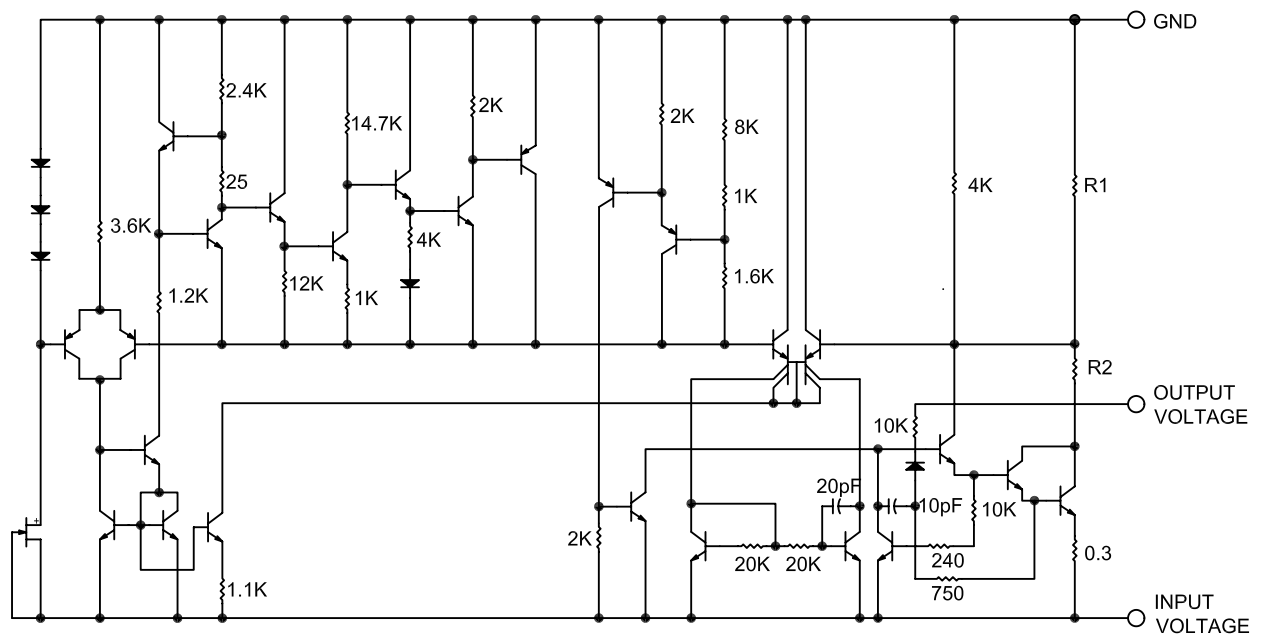 GND
2.4K
2K
14.7K
2K
8K
25
1K
4K
R1
3.6K
4K
12K
1K
1.2K
1.6K
R2
OUTPUT
VOLTAGE
10K
20pF
10pF
10K
2K
20K
20K
240
0.3
750
1.1K
INPUT
VOLTAGE